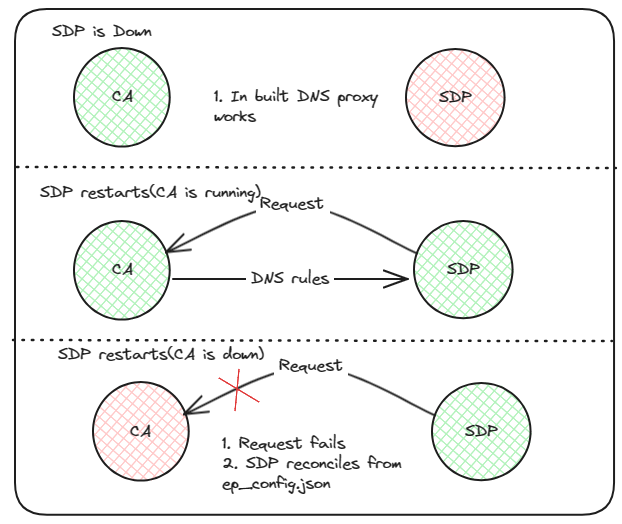 SDP is Down
CA
1. In built DNS proxy
works
SDP
SDP restarts(CA is running)
Request
CA
DNS rules
SDP
SDP restarts(CA is down)
Request
CA
SDP
1. Request fails
2. SDP reconciles from
ep_config.json